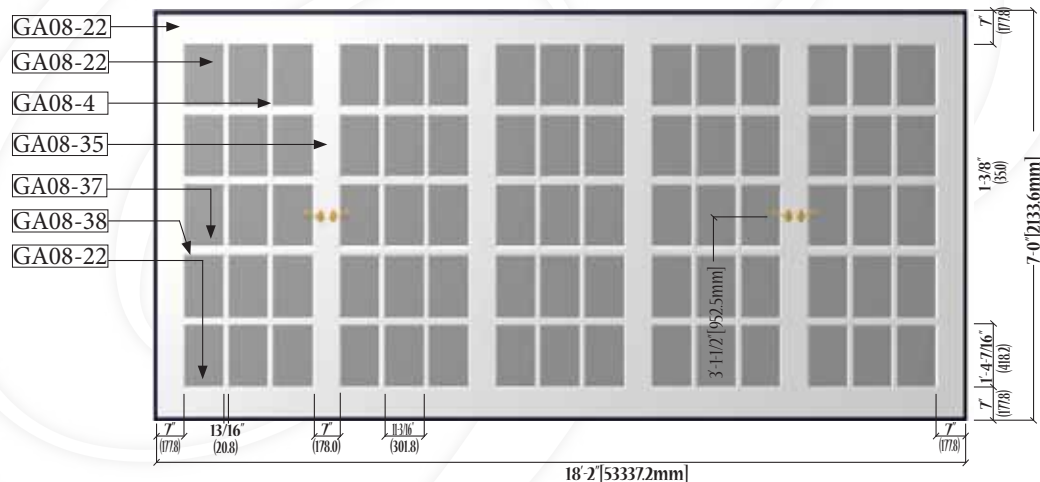 GA08-22
GA08-22
GA08-4
GA08-35
GA08-37
GA08-38
GA08-22
7"
(177.8)
1-3/8"
(35.0)
7-0"[2133.6mm]
3'-1-1/2"[952.5mm]
1'-4-7/16"
(418.2)
7"
(177.8)
7"
(177.8)
13/16"
(20.8)
7"
(178.0)
11-3/16"
(301.8)
7"
(177.8)
18'-2"[53337.2mm]